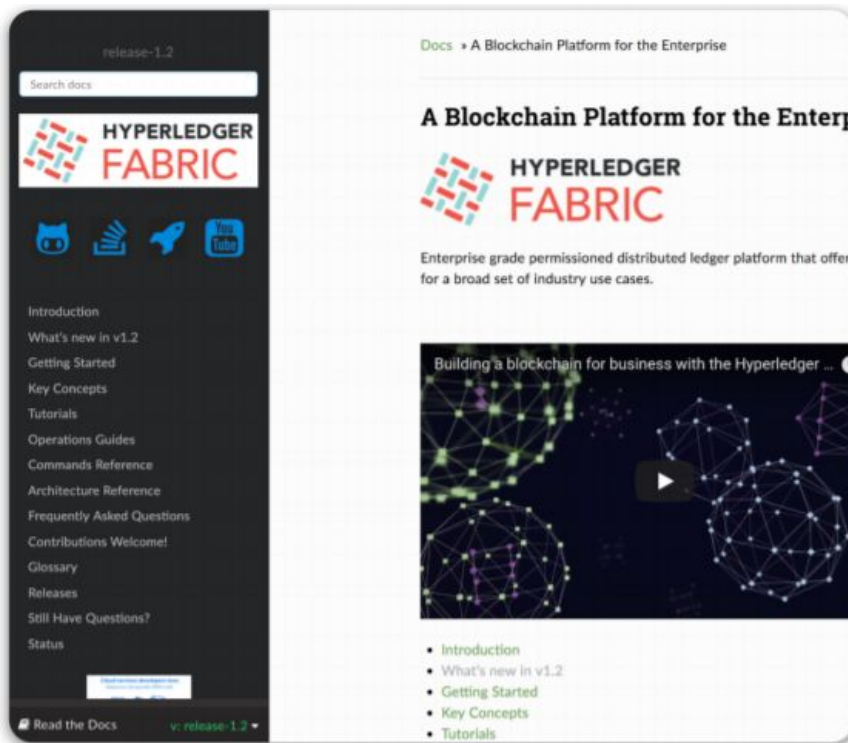 release-1.2
Search docs
HYPERLEDGER
FABRIC
You
Tube
Introduction
What's new in v1.2
Getting Started
Key Concepts
Tutorials
Operations Guides
Commands Reference
Architecture Reference
Frequently Asked Questions
Contributions Welcome!
Glossary
Releases
Still Have Questions?
Status
Read the Docs
v: release-1.2
Docs » A Blockchain Platform for the Enterprise
A Blockchain Platform for the Enterp
HYPERLEDGER
FABRIC
Enterprise grade permissioned distributed ledger platform that offer
for a broad set of industry use cases.
Building a blockchain for business with the Hyperledger ...
• Introduction
• What's new in v1.2
• Getting Started
• Key Concepts
• Tutorials